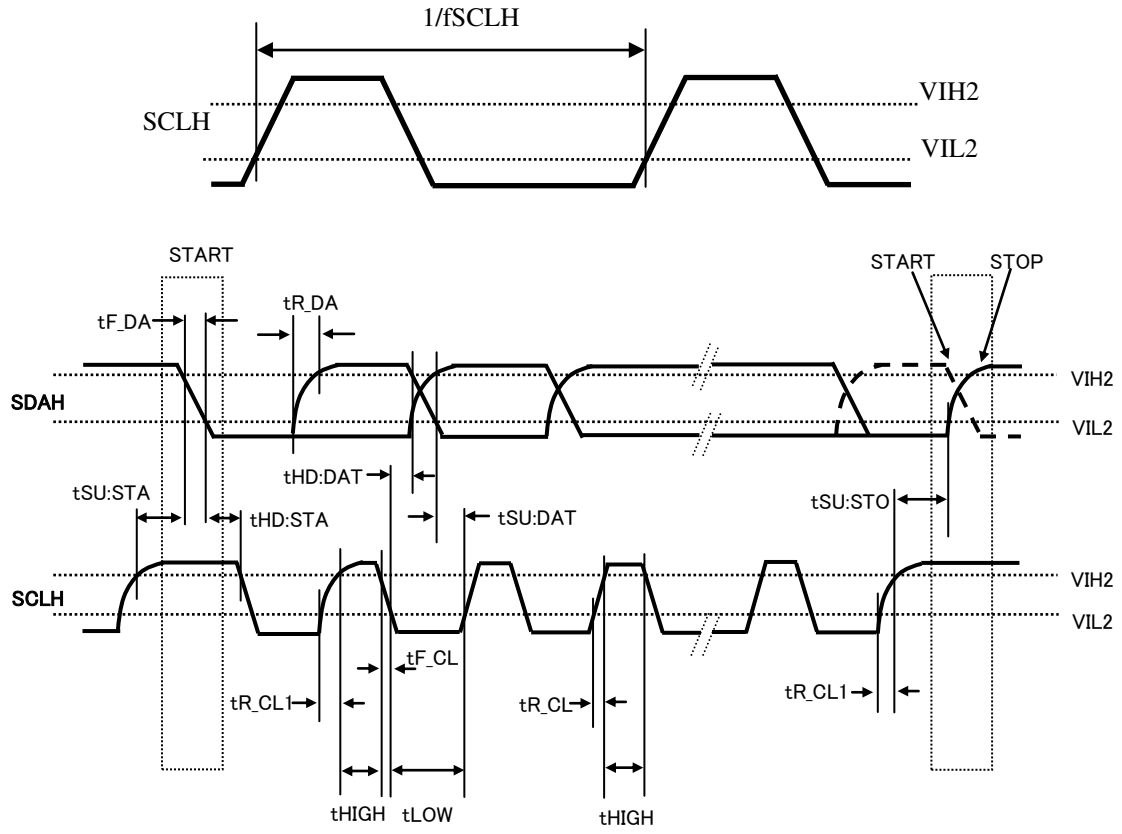 1/fSCLH
VIH2
SCLH
VIL2
START
START
STOP
tR_DA
tF_DA
VIH2
SDAH
VIL2
tHD:DAT
tSU:STA
tSU:STO
tHD:STA
tSU:DAT
VIH2
SCLH
VIL2
tF_CL
tR_CL1
tR_CL
tR_CL1
tHIGH
tLOW
tHIGH